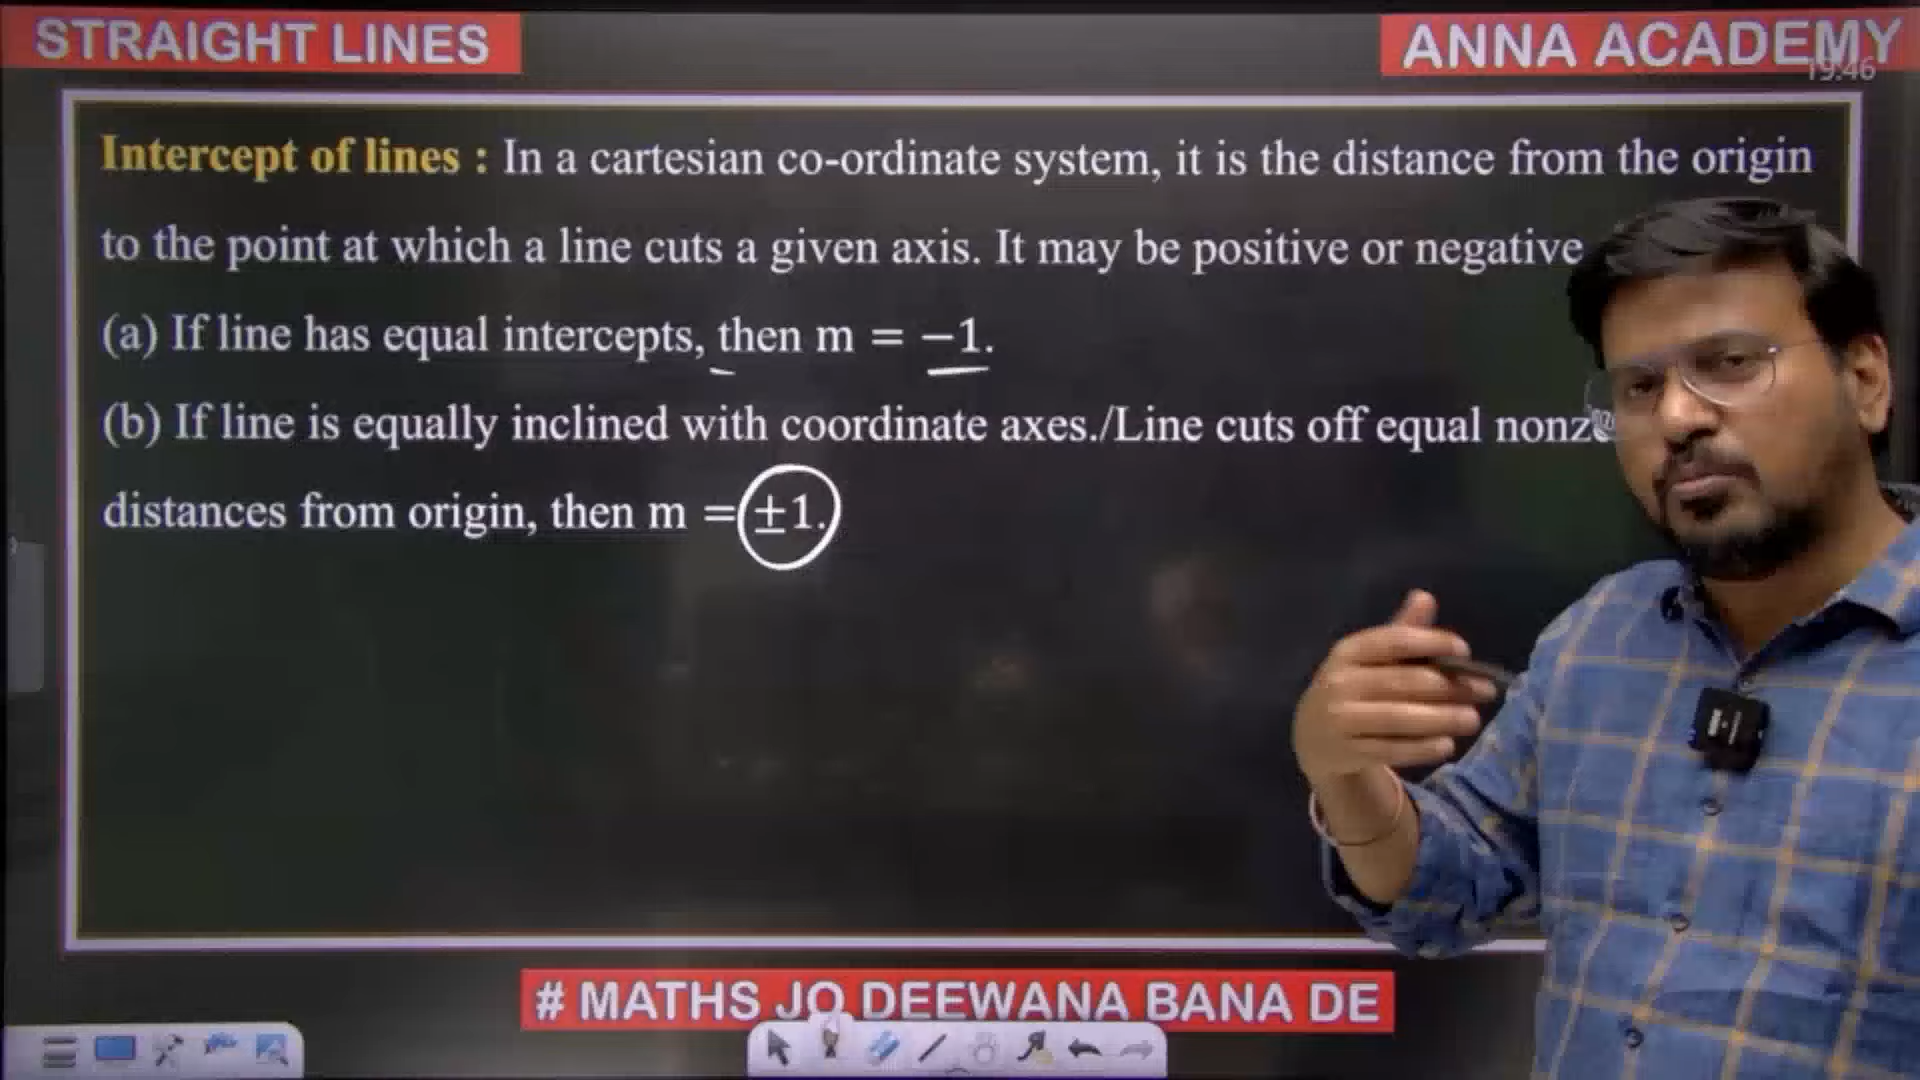 STRAIGHT LINES
ANNA ACADEMY
19:46
Intercept of lines : In a cartesian co-ordinate system, it is the distance from the origin
to the point at which a line cuts a given axis. It may be positive or negative
(a) If line has equal intercepts, then m = −1.
(b) If line is equally inclined with coordinate axes./Line cuts off equal
distances from origin, then m = ±1.
# MATHS JO DEEWANA BANA DE